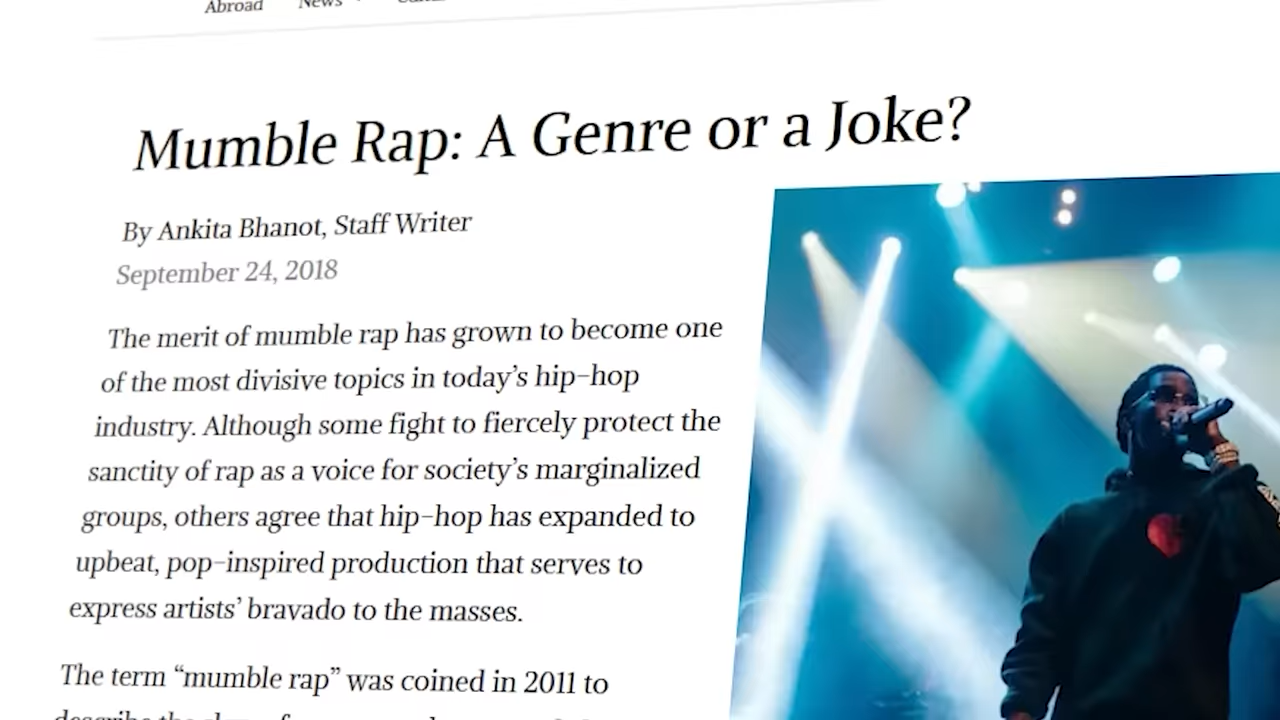 Abroad News
Mumble Rap: A Genre or a Joke?
By Ankita Bhanot, Staff Writer
September 24, 2018
The merit of mumble rap has grown to become one
of the most divisive topics in today’s hip-hop
industry. Although some fight to fiercely protect the
sanctity of rap as a voice for society’s marginalized
groups, others agree that hip-hop has expanded to
upbeat, pop-inspired production that serves to
express artists’ bravado to the masses.
The term “mumble rap” was coined in 2011 to